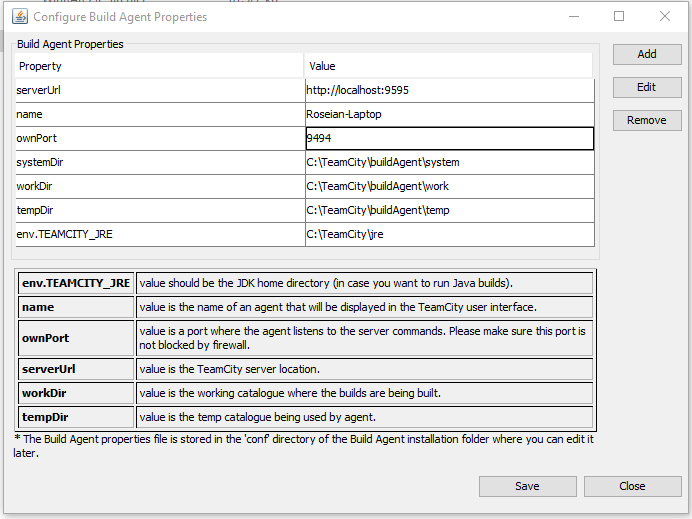 Configure Build Agent Properties
Build Agent Properties
Property Value
serverUrl http://localhost:9595
name Roseian-Laptop
ownPort 9494
systemDir C:\TeamCity\buildAgent\system
workDir C:\TeamCity\buildAgent\work
tempDir C:\TeamCity\buildAgent\temp
env.TEAMCITY_JRE C:\TeamCity\jre
Add
Edit
Remove
env.TEAMCITY_JRE value should be the JDK home directory (in case you want to run Java builds).
name value is the name of an agent that will be displayed in the TeamCity user interface.
ownPort value is a port where the agent listens to the server commands. Please make sure this port is
not blocked by firewall.
serverUrl value is the TeamCity server location.
workDir value is the working catalogue where the builds are being built.
tempDir value is the temp catalogue being used by agent.
* The Build Agent properties file is stored in the 'conf' directory of the Build Agent installation folder where you can edit it
later.
Save Close